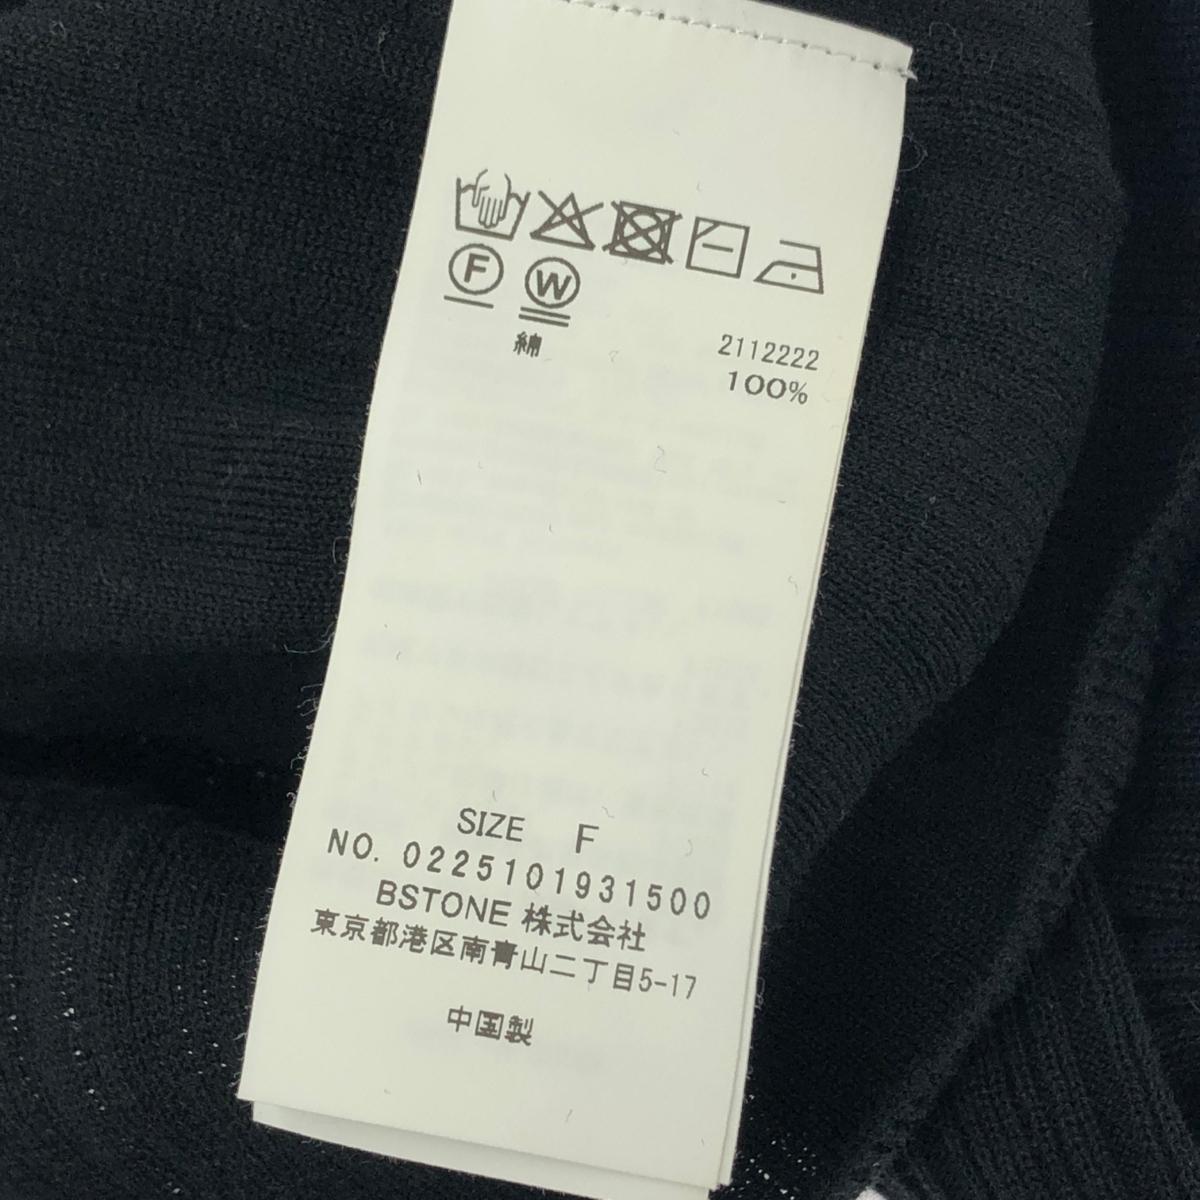 F W
2112222
綿 100%
SIZE F
NO. 0225101931500
BSTONE 株式会社
東京都港区南青山二丁目5-17
中国製